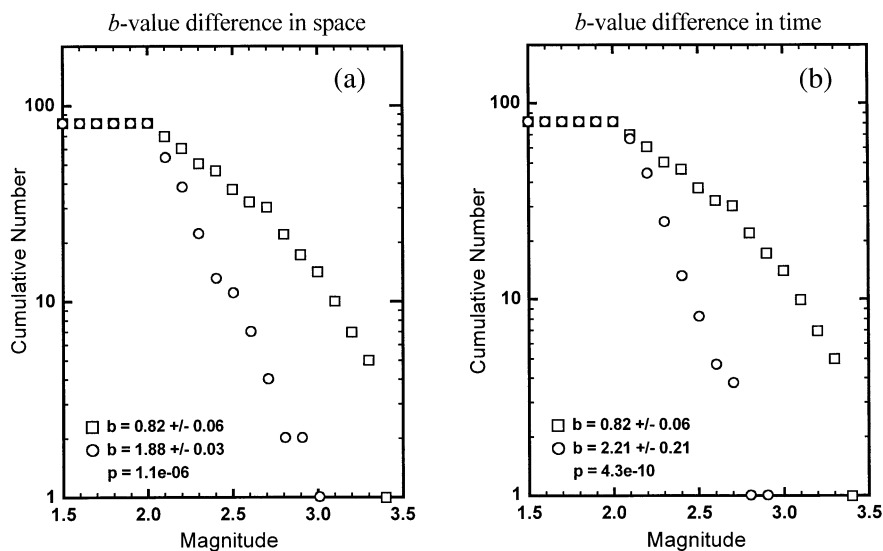 b-value difference in space
(a)
100
10
1
Cumulative Number
b = 0.82 +/- 0.06
b = 1.88 +/- 0.03
p = 1.1e-06
1.5 2.0 2.5 3.0 3.5
Magnitude
b-value difference in time
(b)
100
10
1
Cumulative Number
b = 0.82 +/- 0.06
b = 2.21 +/- 0.21
p = 4.3e-10
1.5 2.0 2.5 3.0 3.5
Magnitude